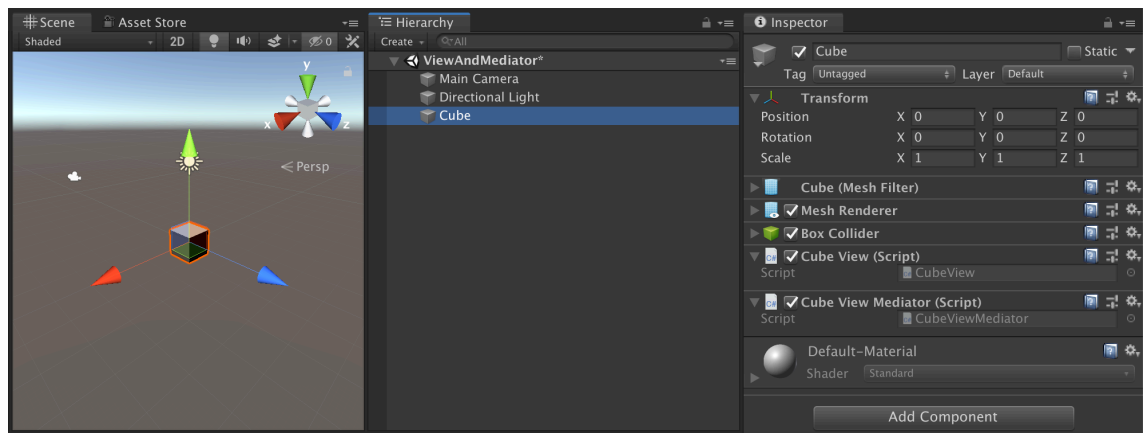 Scene Asset Store
Shaded 2D 0
y
x z
Persp
Hierarchy
Create All
ViewAndMediator*
Main Camera
Directional Light
Cube
Inspector
Cube Static
Tag Untagged Layer Default
Transform
Position X 0 Y 0 Z 0
Rotation X 0 Y 0 Z 0
Scale X 1 Y 1 Z 1
Cube (Mesh Filter)
Mesh Renderer
Box Collider
C# Cube View (Script)
Script CubeView
C# Cube View Mediator (Script)
Script CubeViewMediator
Default-Material
Shader Standard
Add Component